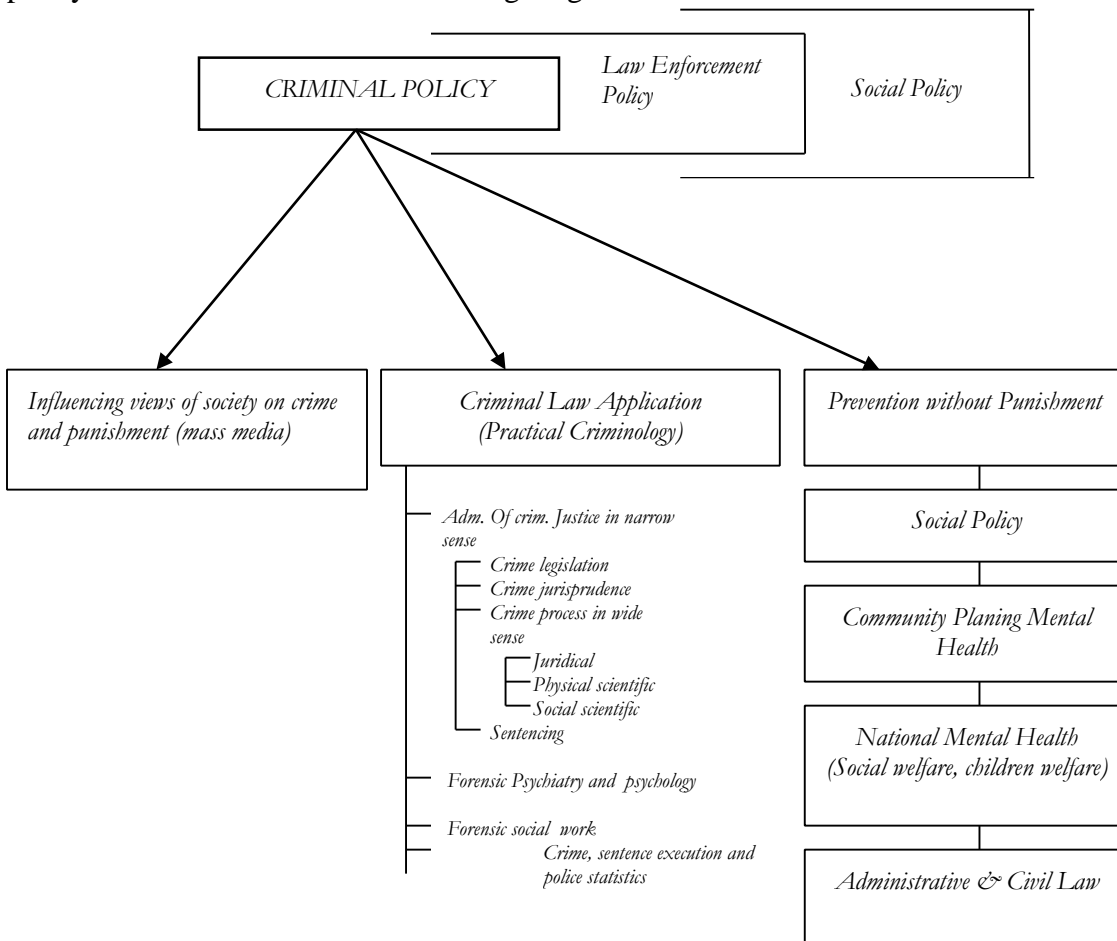 CRIMINAL POLICY
Law Enforcement
Policy
Social Policy
Influencing views of society on crime
and punishment (mass media)
Criminal Law Application
(Practical Criminology)
Adm. Of crim. Justice in narrow
sense
Crime legislation
Crime jurisprudence
Crime process in wide
sense
Juridical
Physical scientific
Social scientific
Sentencing
Forensic Psychiatry and psychology
Forensic social work
Crime, sentence execution and
police statistics
Prevention without Punishment
Social Policy
Community Planing Mental
Health
National Mental Health
(Social welfare, children welfare)
Administrative & Civil Law